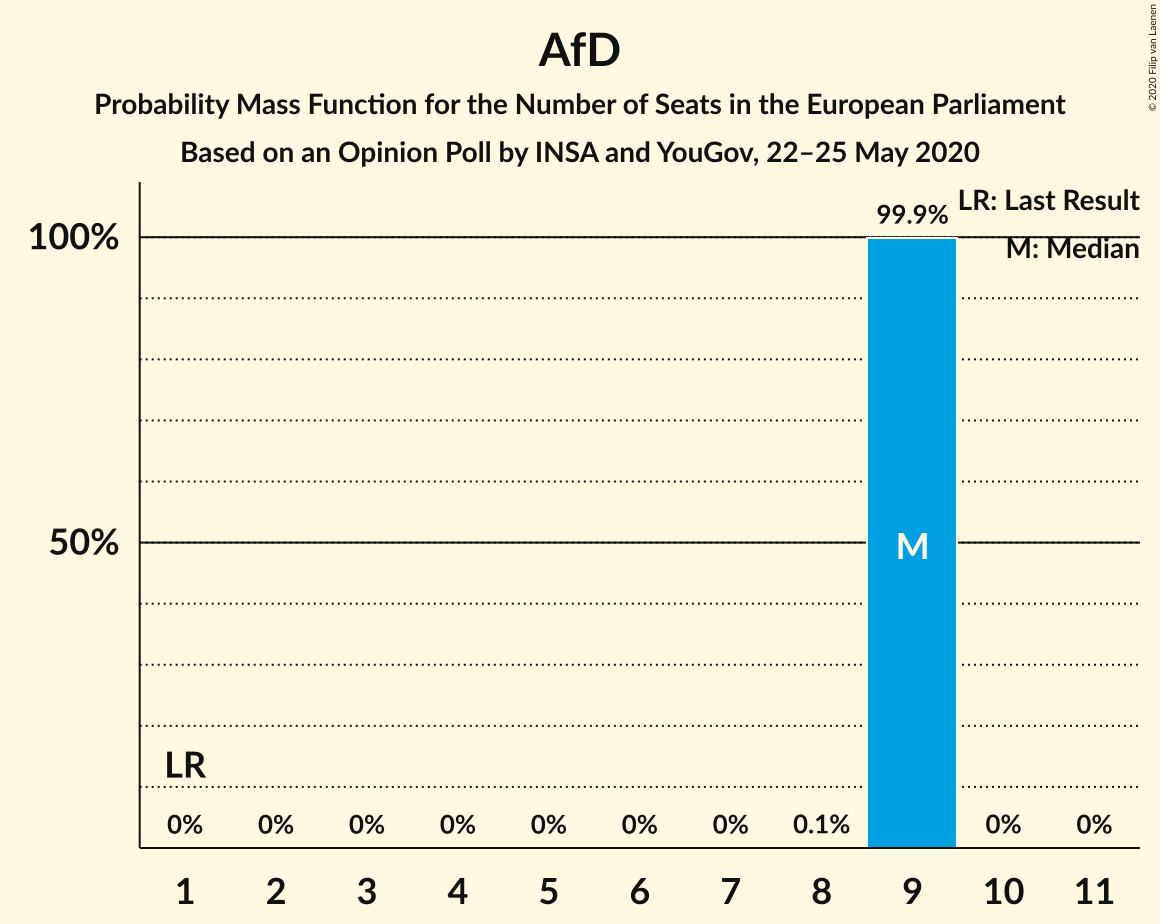 AfD
Probability Mass Function for the Number of Seats in the European Parliament
Based on an Opinion Poll by INSA and YouGov, 22–25 May 2020
© 2020 Filip van Laenen
LR: Last Result
M: Median
99.9%
100%
50%
M
LR
0% 0% 0% 0% 0% 0% 0% 0.1% 0% 0%
1 2 3 4 5 6 7 8 9 10 11